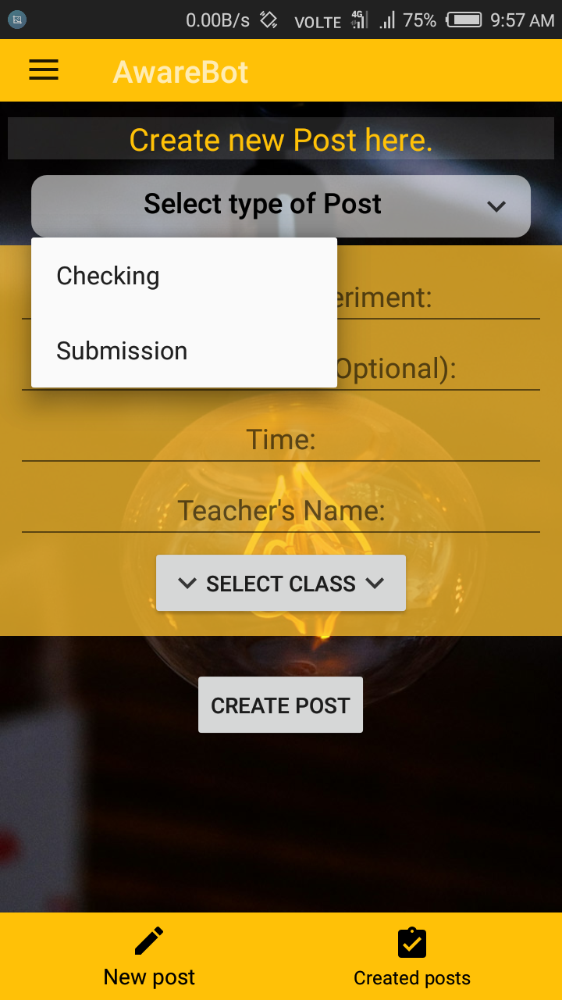 0.00B/s VOLTE 4G 75% 9:57 AM
AwareBot
Create new Post here.
Select type of Post
Checking
eriment:
Submission
Optional):
Time:
Teacher's Name:
SELECT CLASS
CREATE POST
New post
Created posts